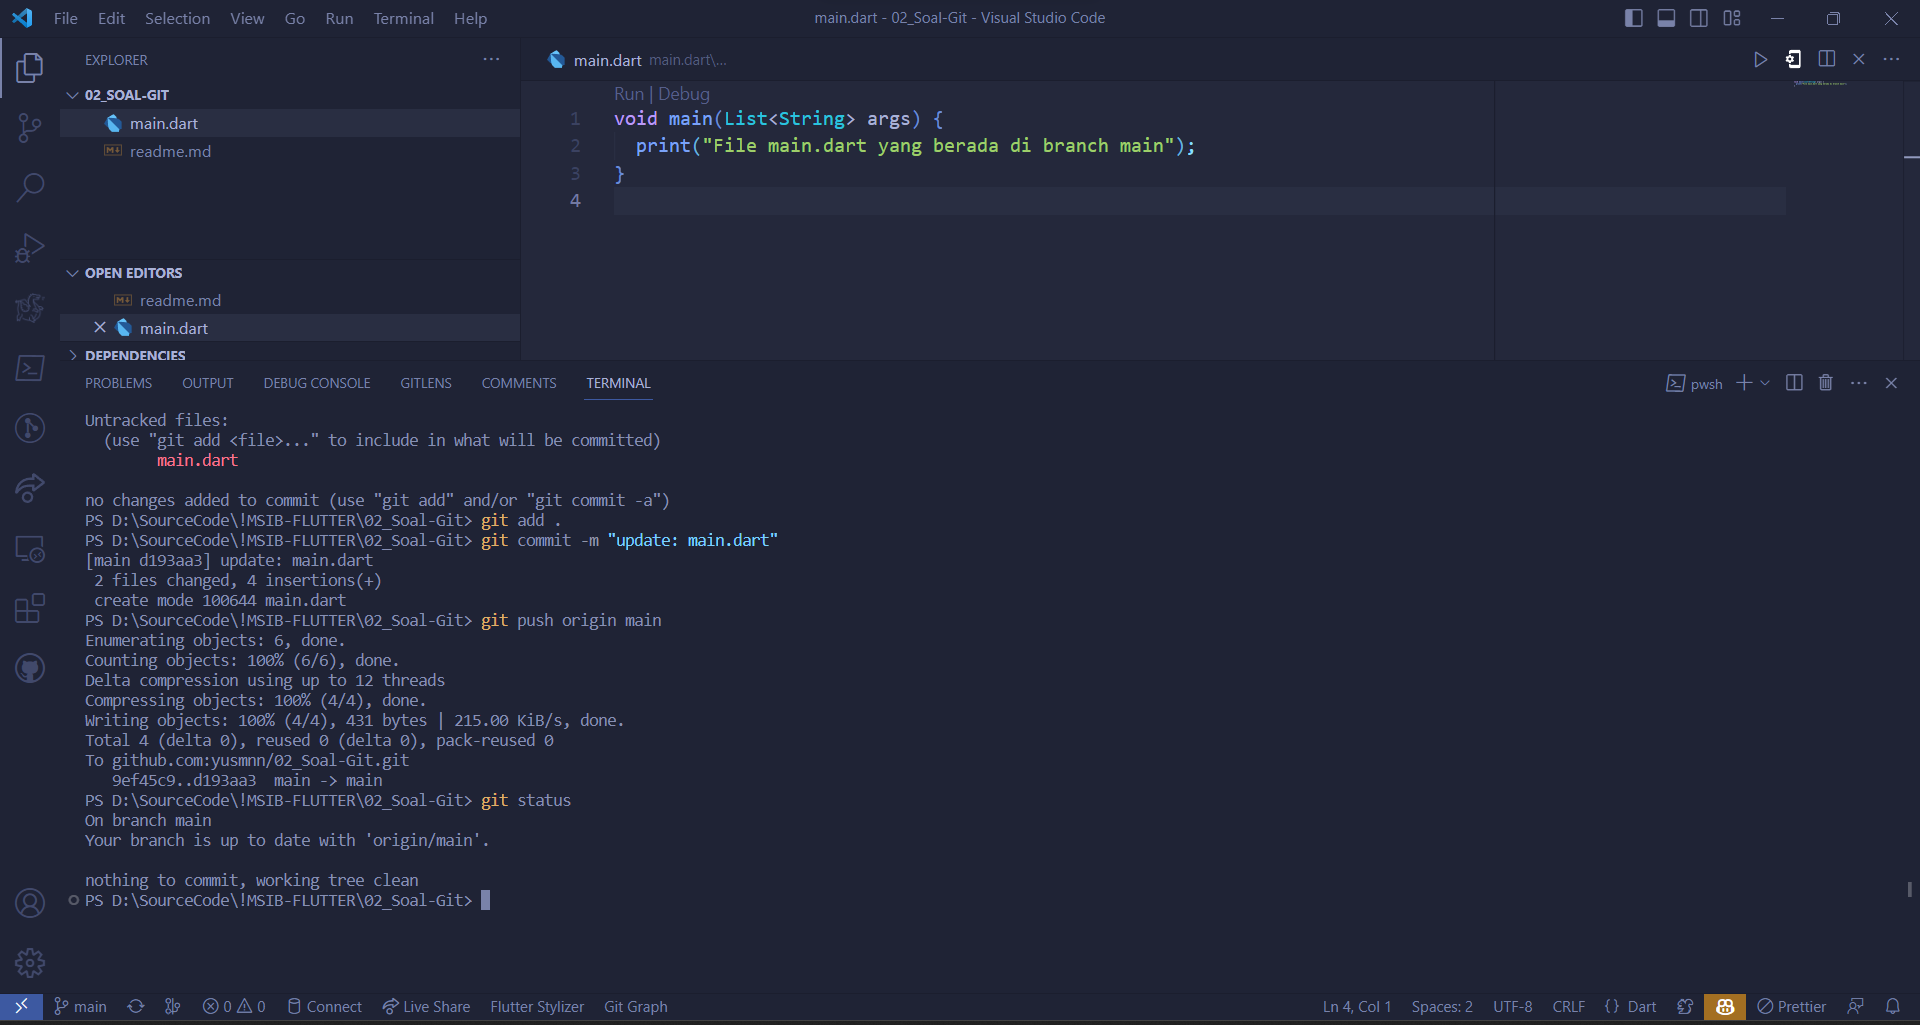 File Edit Selection View Go Run Terminal Help
main.dart - 02_Soal-Git - Visual Studio Code
EXPLORER
02_SOAL-GIT
main.dart
readme.md
OPEN EDITORS
readme.md
main.dart
DEPENDENCIES
main.dart main.dart\...
Run | Debug
1 void main(List<String> args) {
2 print("File main.dart yang berada di branch main");
3 }
4
PROBLEMS OUTPUT DEBUG CONSOLE GITLENS COMMENTS TERMINAL
pwsh
Untracked files:
(use "git add <file>..." to include in what will be committed)
main.dart
no changes added to commit (use "git add" and/or "git commit -a")
PS D:\SourceCode\!MSIB-FLUTTER\02_Soal-Git> git add .
PS D:\SourceCode\!MSIB-FLUTTER\02_Soal-Git> git commit -m "update: main.dart"
[main d193aa3] update: main.dart
2 files changed, 4 insertions(+)
create mode 100644 main.dart
PS D:\SourceCode\!MSIB-FLUTTER\02_Soal-Git> git push origin main
Enumerating objects: 6, done.
Counting objects: 100% (6/6), done.
Delta compression using up to 12 threads
Compressing objects: 100% (4/4), done.
Writing objects: 100% (4/4), 431 bytes | 215.00 KiB/s, done.
Total 4 (delta 0), reused 0 (delta 0), pack-reused 0
To github.com:yusmnn/02_Soal-Git.git
9ef45c9..d193aa3 main -> main
PS D:\SourceCode\!MSIB-FLUTTER\02_Soal-Git> git status
On branch main
Your branch is up to date with 'origin/main'.
nothing to commit, working tree clean
PS D:\SourceCode\!MSIB-FLUTTER\02_Soal-Git>
main 0 0 Connect Live Share Flutter Stylizer Git Graph
Ln 4, Col 1 Spaces: 2 UTF-8 CRLF {} Dart Prettier